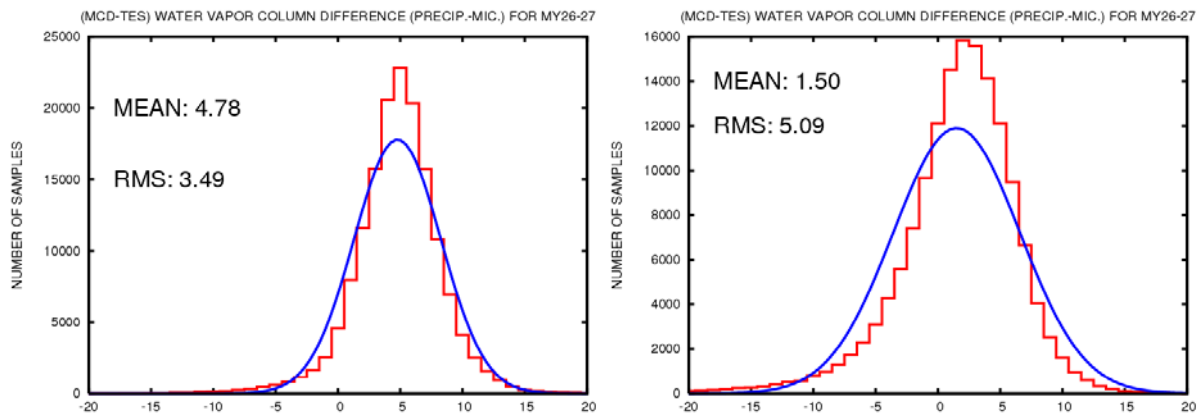 (MCD-TES) WATER VAPOR COLUMN DIFFERENCE (PRECIP.-MIC.) FOR MY26-27
25000
20000
15000
10000
5000
0
NUMBER OF SAMPLES
MEAN: 4.78
RMS: 3.49
-20 -15 -10 -5 0 5 10 15 20
(MCD-TES) WATER VAPOR COLUMN DIFFERENCE (PRECIP.-MIC.) FOR MY26-27
16000
14000
12000
10000
8000
6000
4000
2000
0
NUMBER OF SAMPLES
MEAN: 1.50
RMS: 5.09
-20 -15 -10 -5 0 5 10 15 20